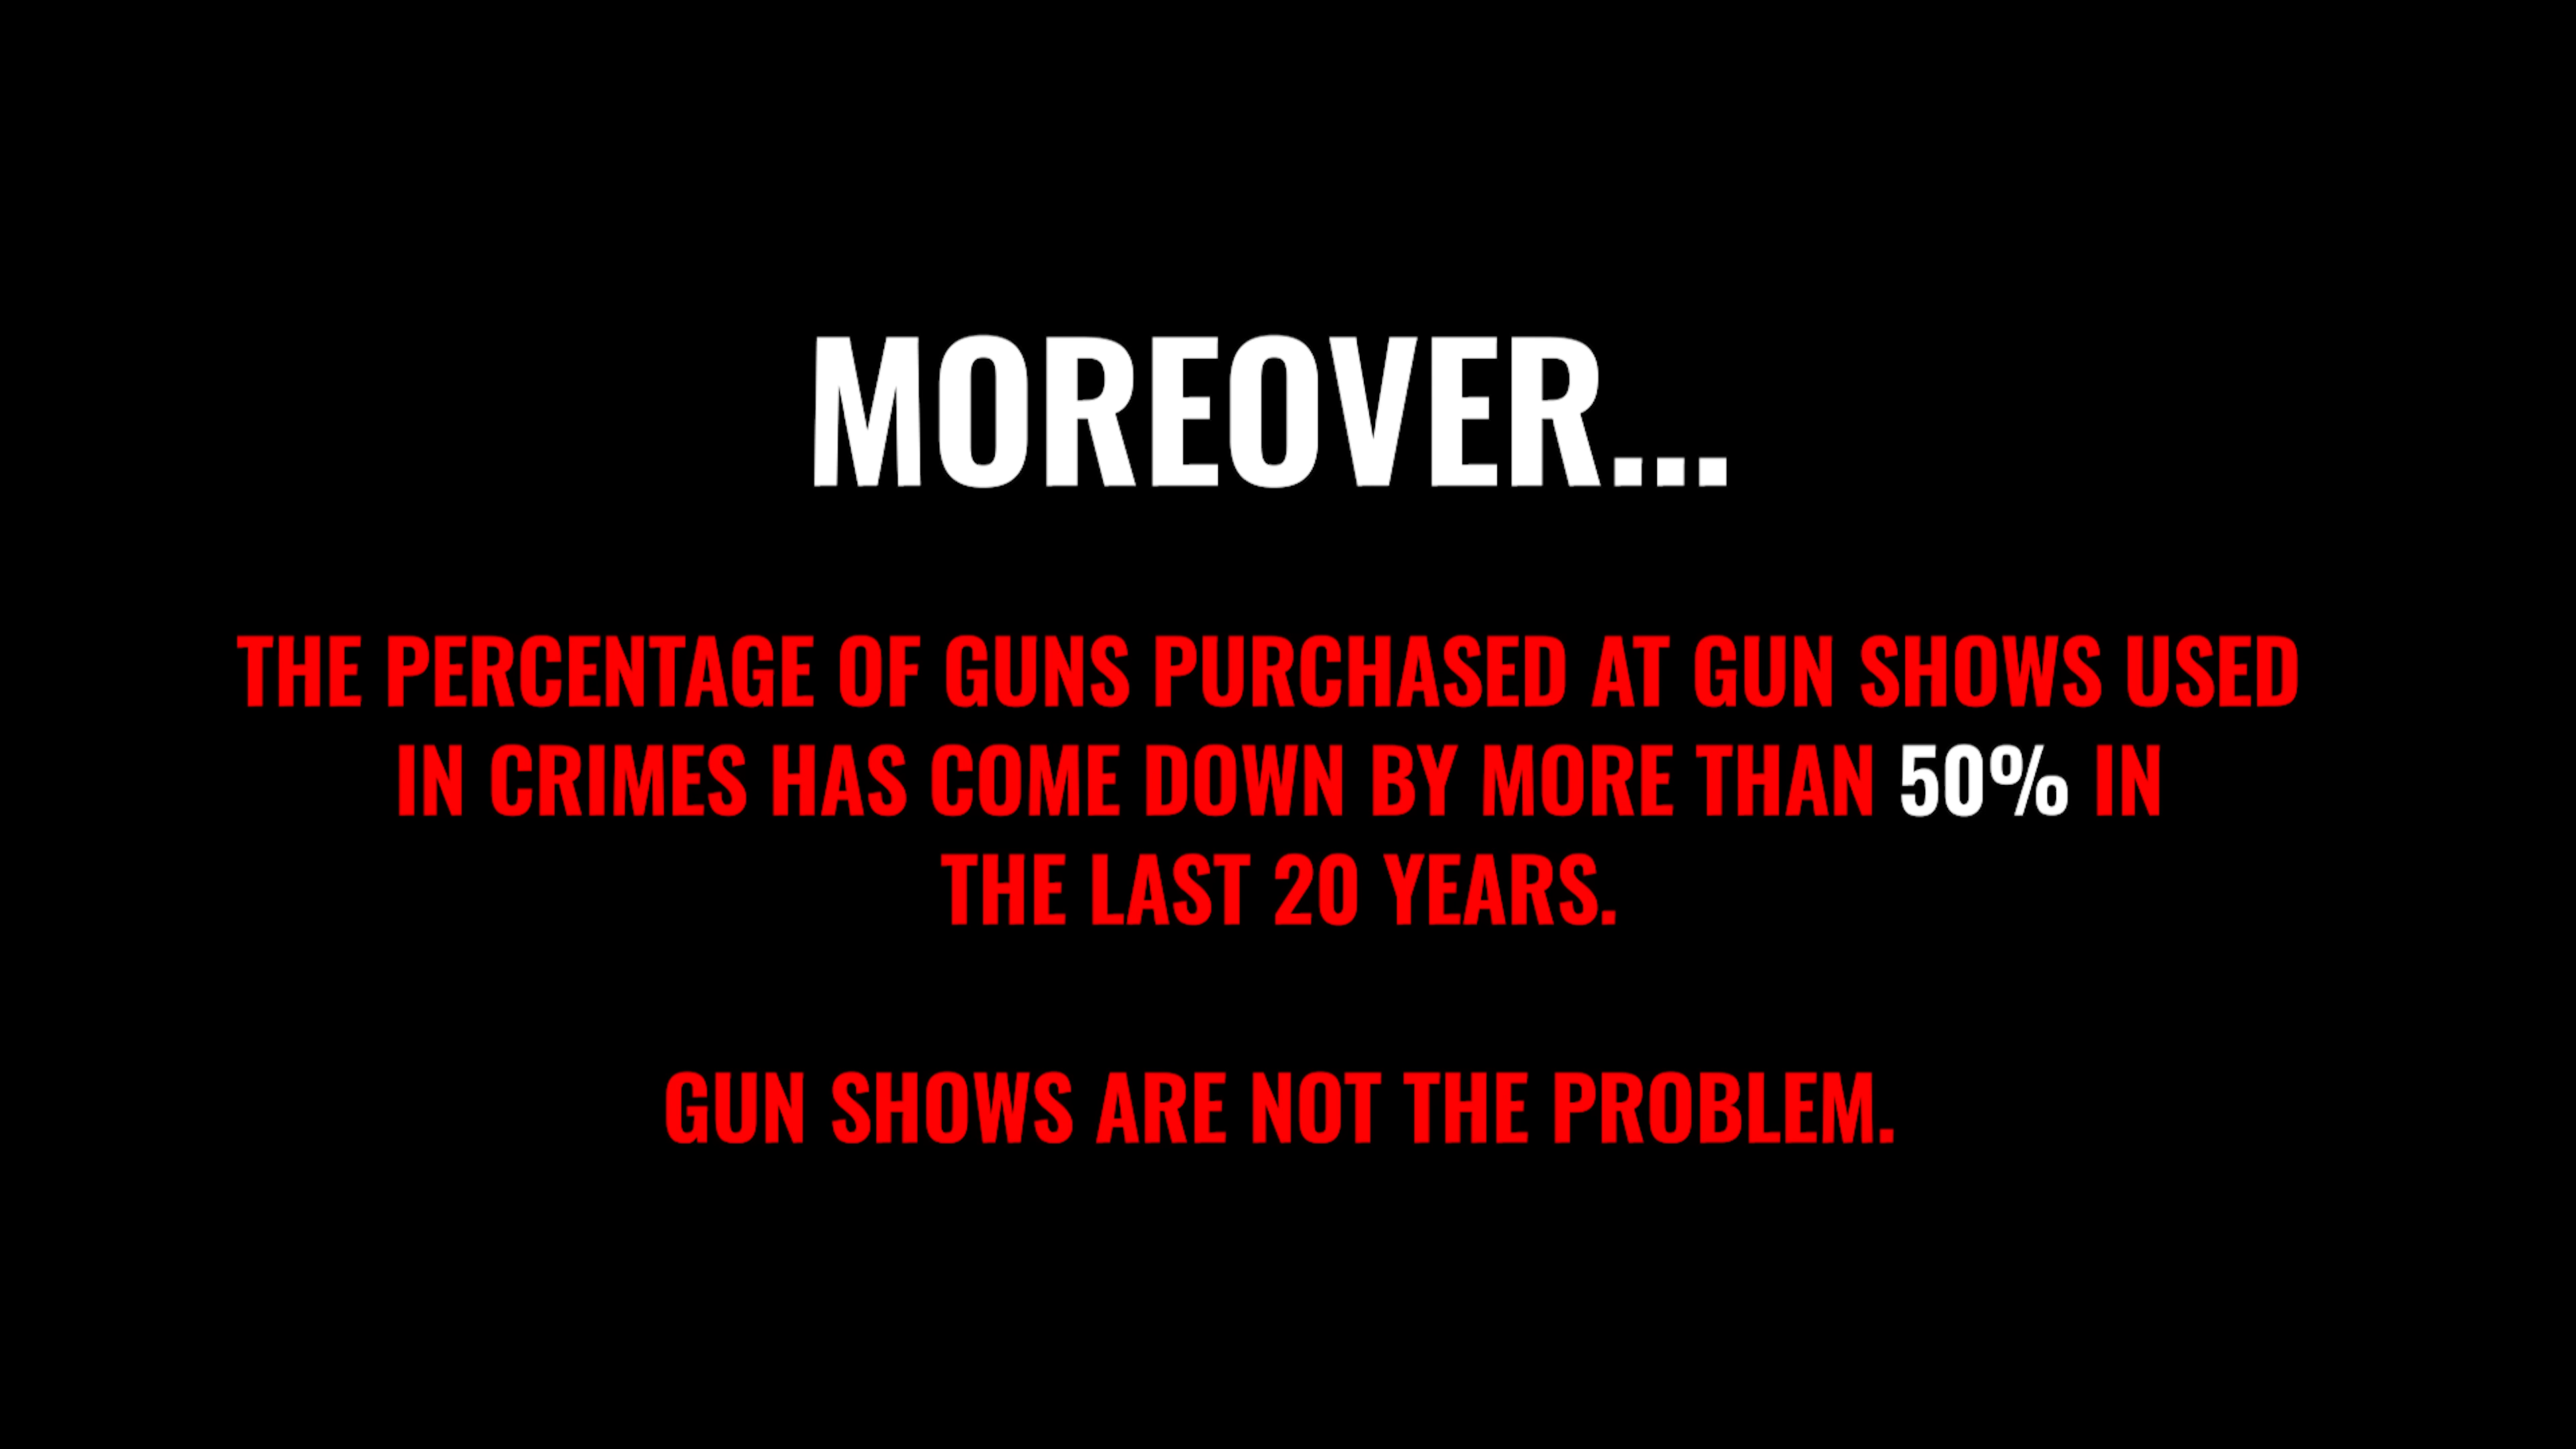 MOREOVER...
THE PERCENTAGE OF GUNS PURCHASED AT GUN SHOWS USED
IN CRIMES HAS COME DOWN BY MORE THAN 50% IN
THE LAST 20 YEARS.
GUN SHOWS ARE NOT THE PROBLEM.